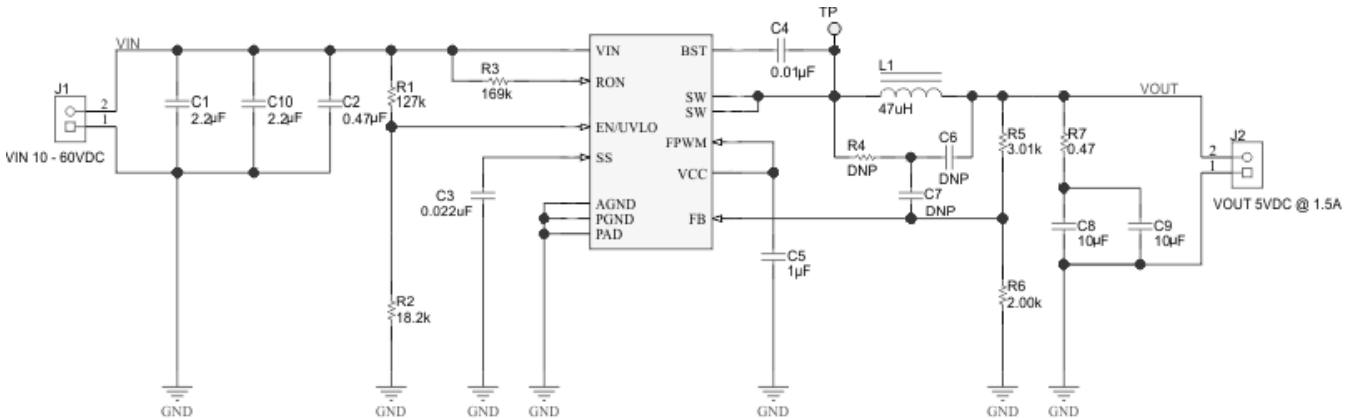 VIN
J1
2
1
VIN 10 - 60VDC
C1
2.2µF
C10
2.2µF
C2
0.47µF
R1
127k
R3
169k
R2
18.2k
C3
0.022uF
GND
GND
GND
GND
VIN
RON
EN/UVLO
SS
AGND
PGND
PAD
BST
SW
SW
FPWM
VCC
FB
C4
0.01µF
TP
L1
47uH
R4
DNP
C6
DNP
C7
DNP
C5
1µF
GND
R5
3.01k
R6
2.00k
GND
R7
0.47
C8
10µF
C9
10µF
GND
VOUT
J2
2
1
VOUT 5VDC @ 1.5A